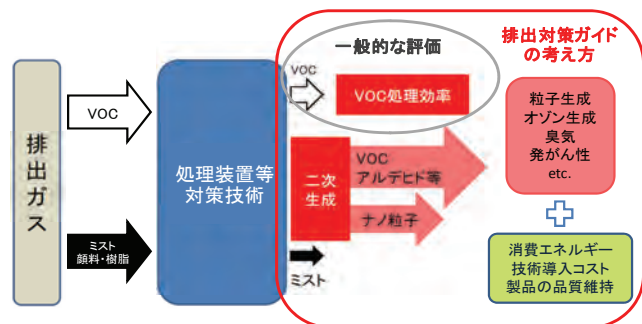 一般的な評価
排出対策ガイド
の考え方
排出ガス
VOC
ミスト
顔料・樹脂
処理装置等
対策技術
VOC
VOC処理効率
二次
生成
VOC
アルデヒド等
ナノ粒子
ミスト
粒子生成
オゾン生成
臭気
発がん性
etc.
消費エネルギー
技術導入コスト
製品の品質維持